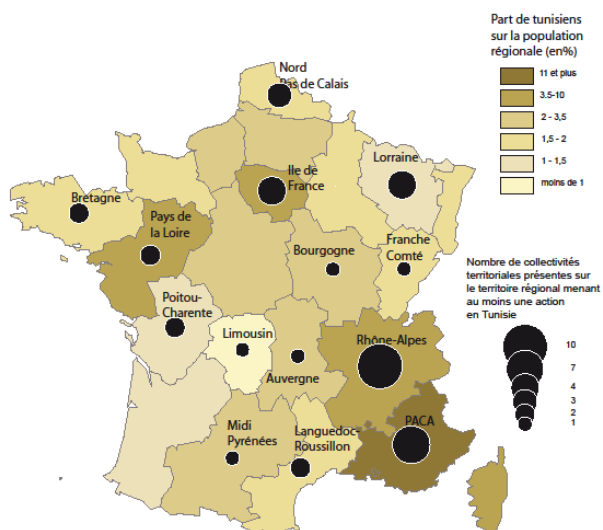 Part de tunisiens
sur la population
régionale (en%)
11 et plus
3.5-10
2 - 3,5
1,5 - 2
1 - 1,5
moins de 1
Nord
Pas de Calais
Ile de
France
Lorraine
Bretagne
Pays de
la Loire
Bourgogne
Franche
Comté
Poitou-
Charente
Limousin
Auvergne
Rhône-Alpes
Midi
Pyrénées
Languedoc-
Roussillon
PACA
Nombre de collectivités
territoriales présentes sur
le territoire régional menant
au moins une action
en Tunisie
10
7
4
3
2
1